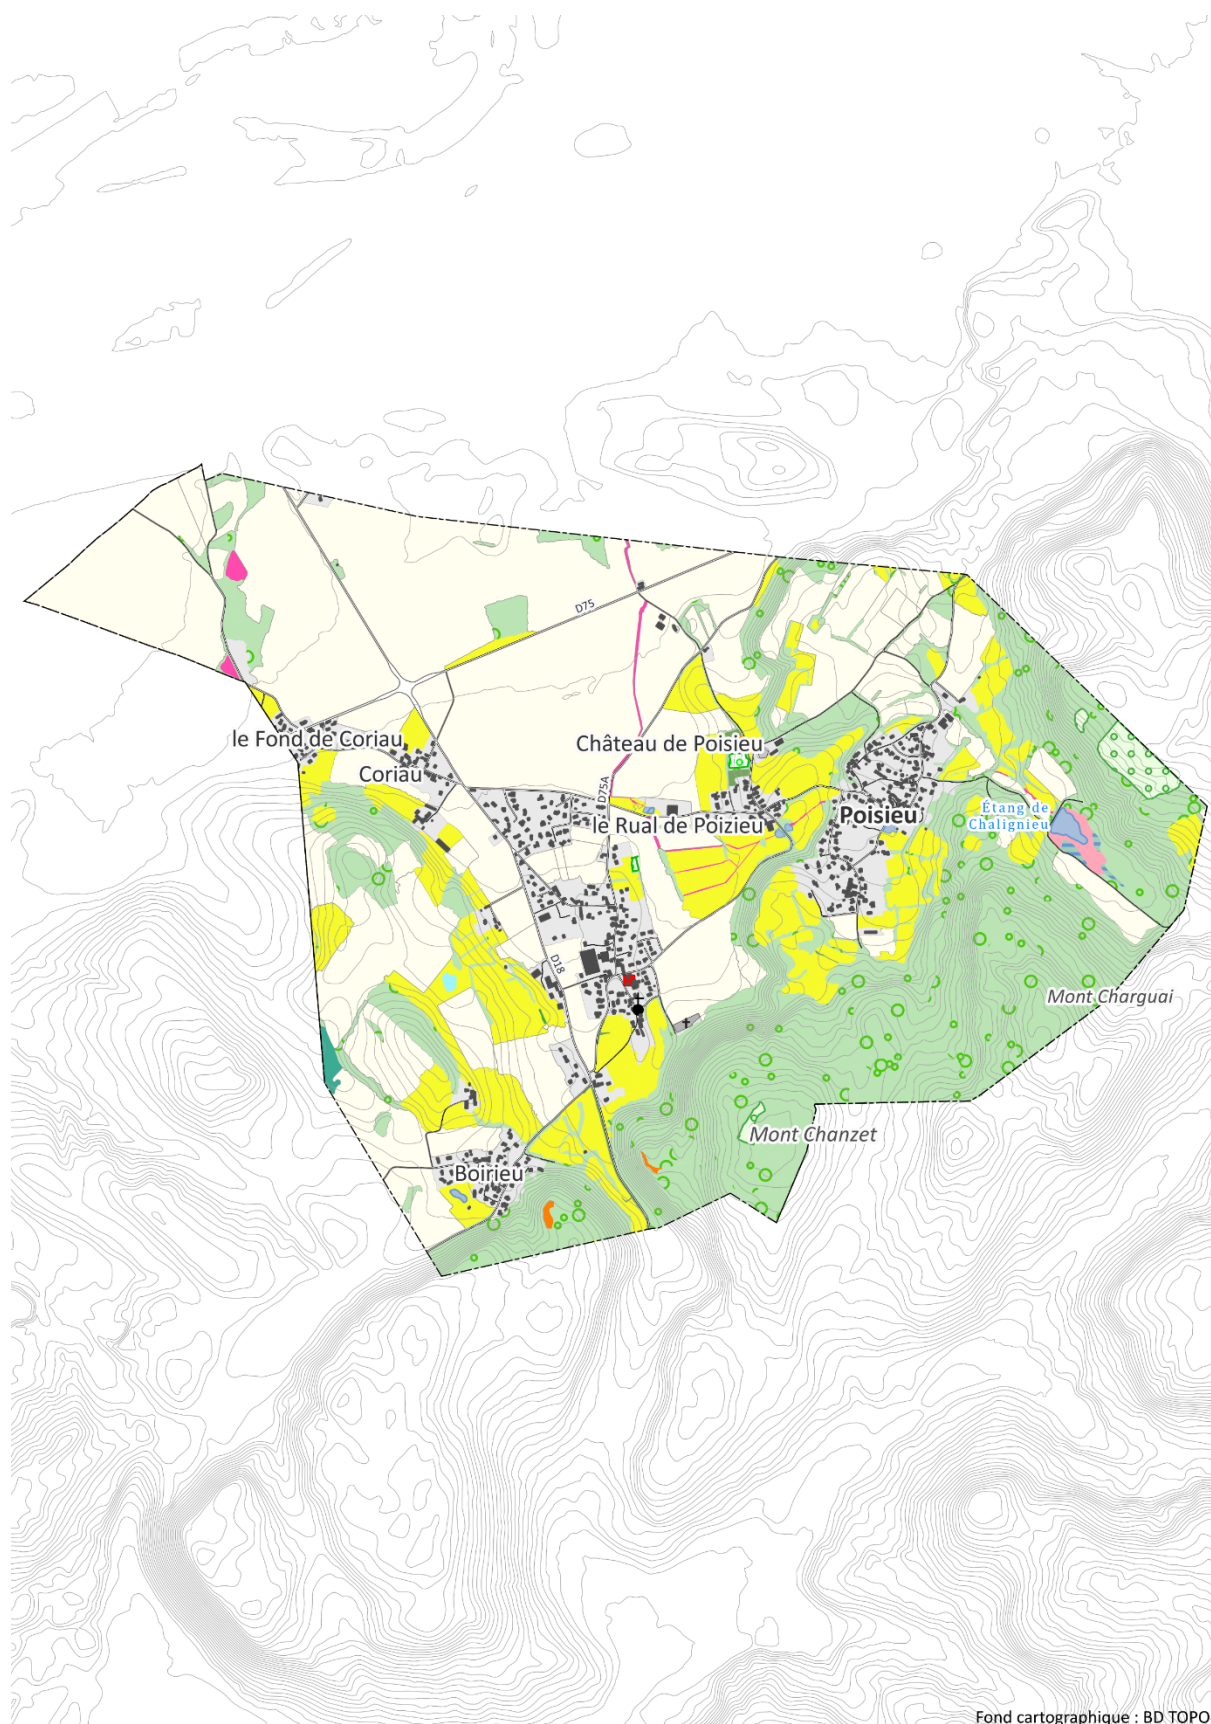 D75
le Fond de Coriau
Château de Poisieu
Coriau
D75A
le Rual de Poizieu
Poisieu
Étang de
Chalignieu
D18
Mont Charguai
Mont Chanzet
Boirieu
Fond cartographique : BD TOPO